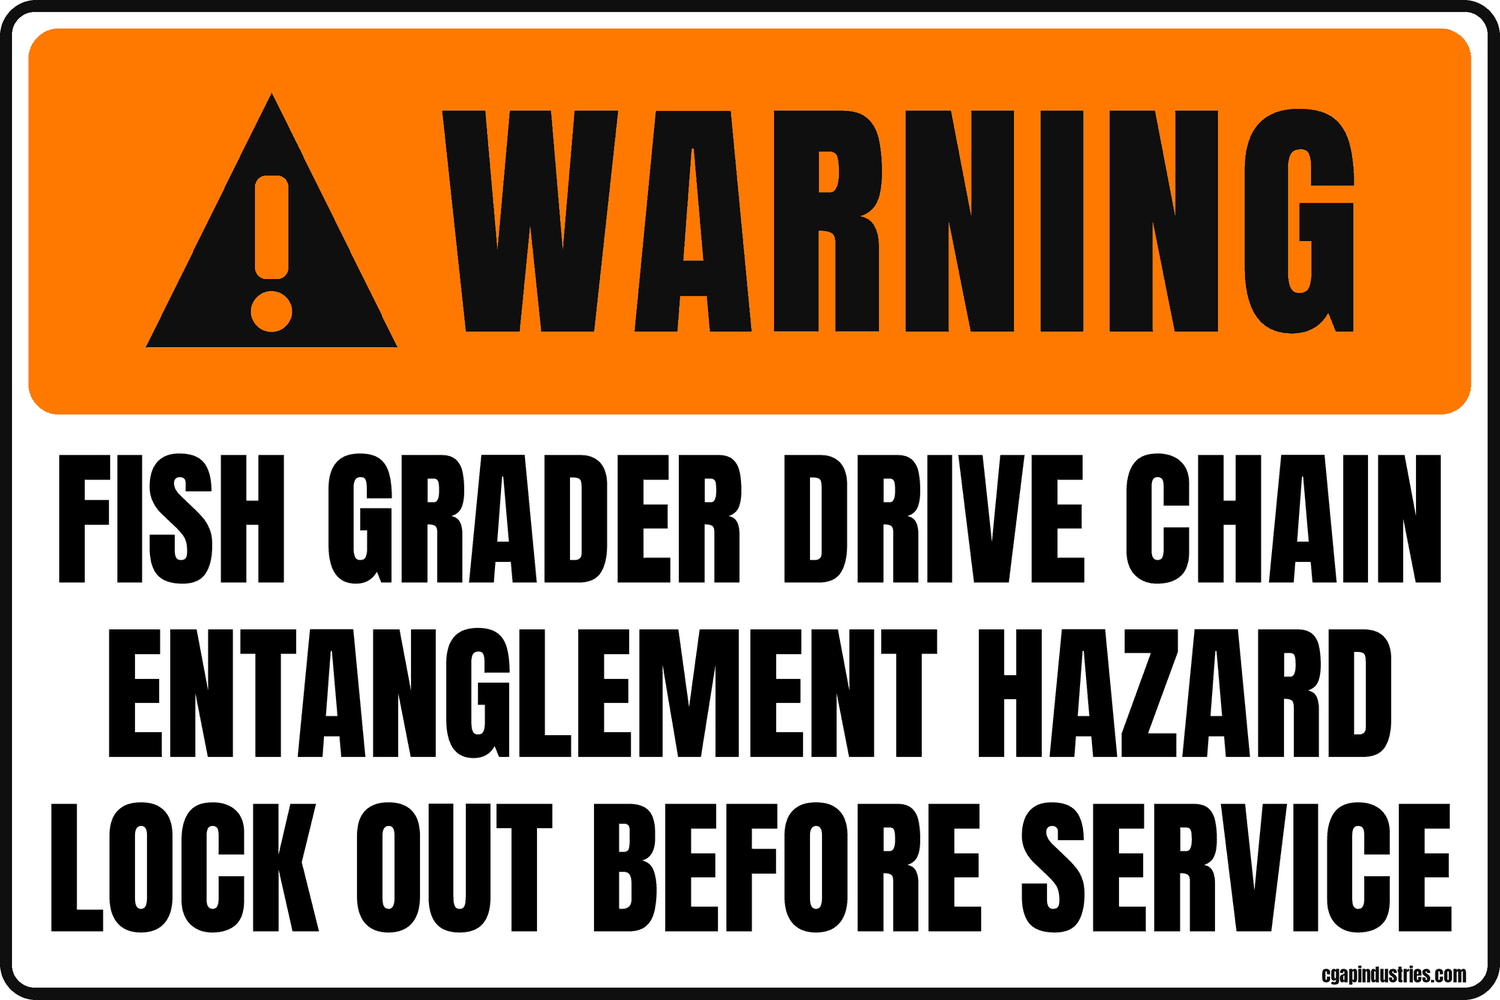 WARNING
FISH GRADER DRIVE CHAIN
ENTANGLEMENT HAZARD
LOCK OUT BEFORE SERVICE
cgapindustries.com